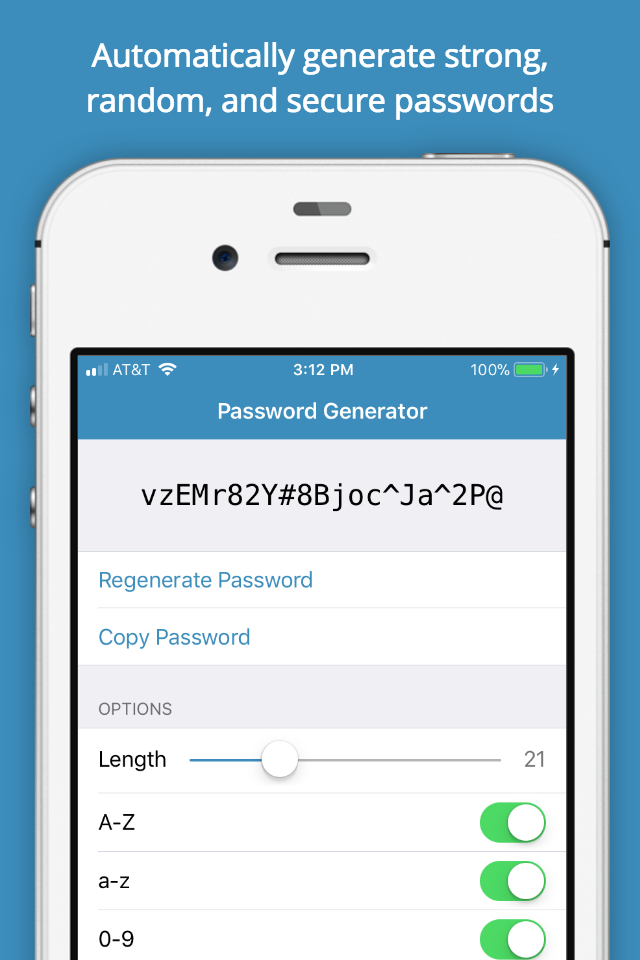 Automatically generate strong,
random, and secure passwords
AT&T 3:12 PM 100%
Password Generator
vzEMr82Y#8Bjoc^Ja^2P@
Regenerate Password
Copy Password
OPTIONS
Length 21
A-Z
a-z
0-9